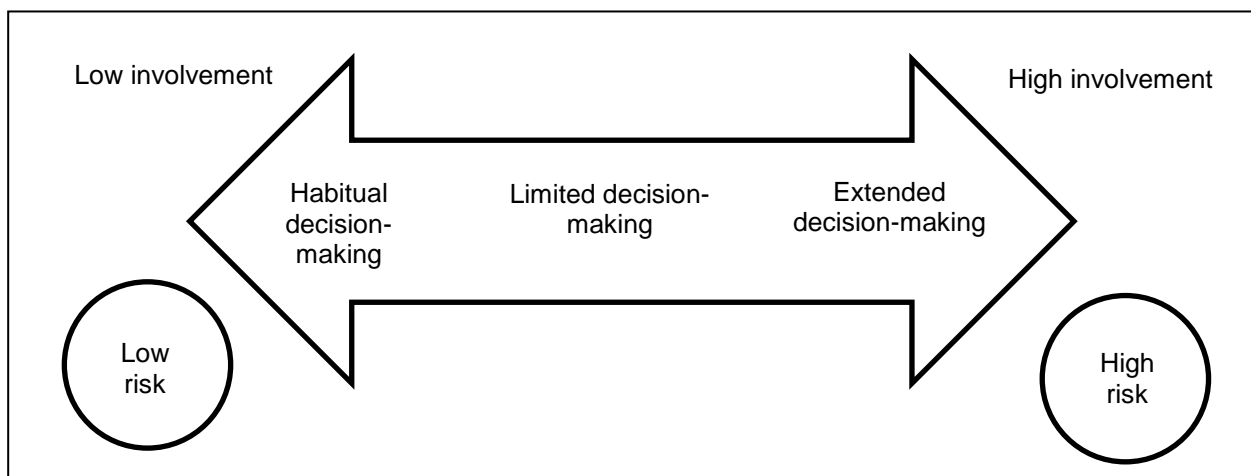 Low involvement
High involvement
Habitual
decision-
making
Limited decision-
making
Extended
decision-making
Low
risk
High
risk